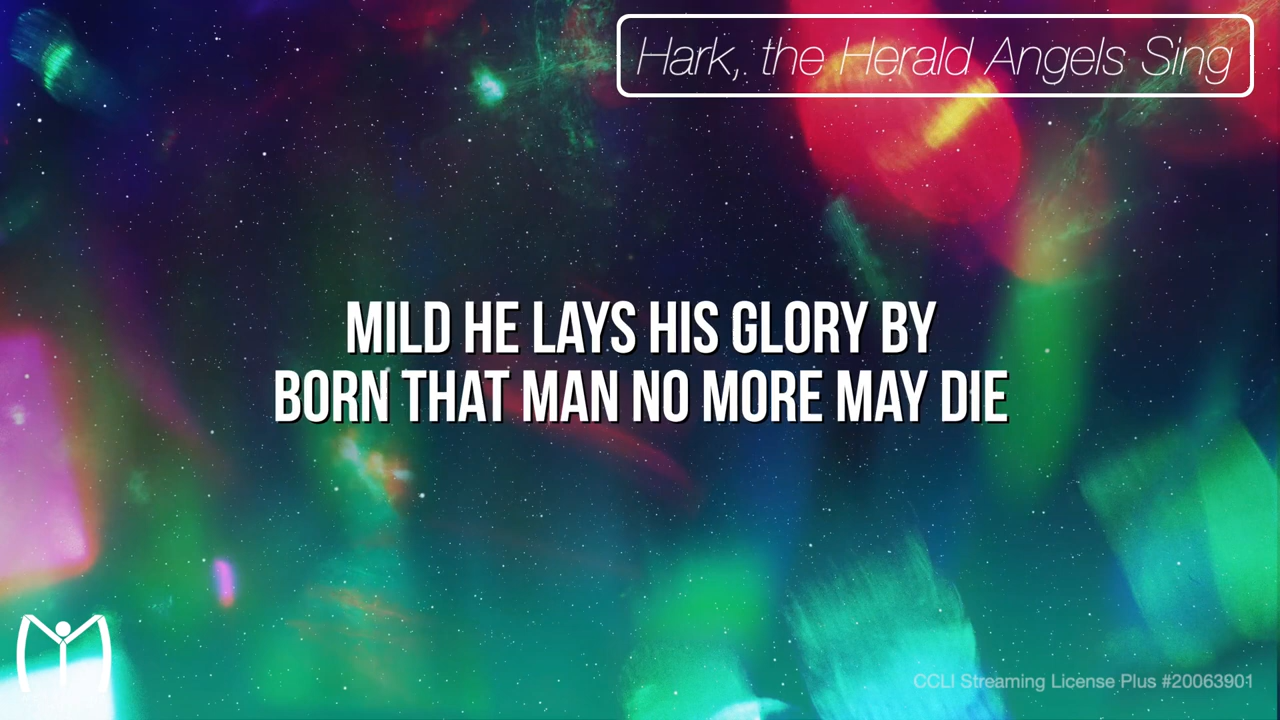 Hark, the Herald Angels Sing
MILD HE LAYS HIS GLORY BY
BORN THAT MAN NO MORE MAY DIE
CCLI Streaming License Plus #20063901